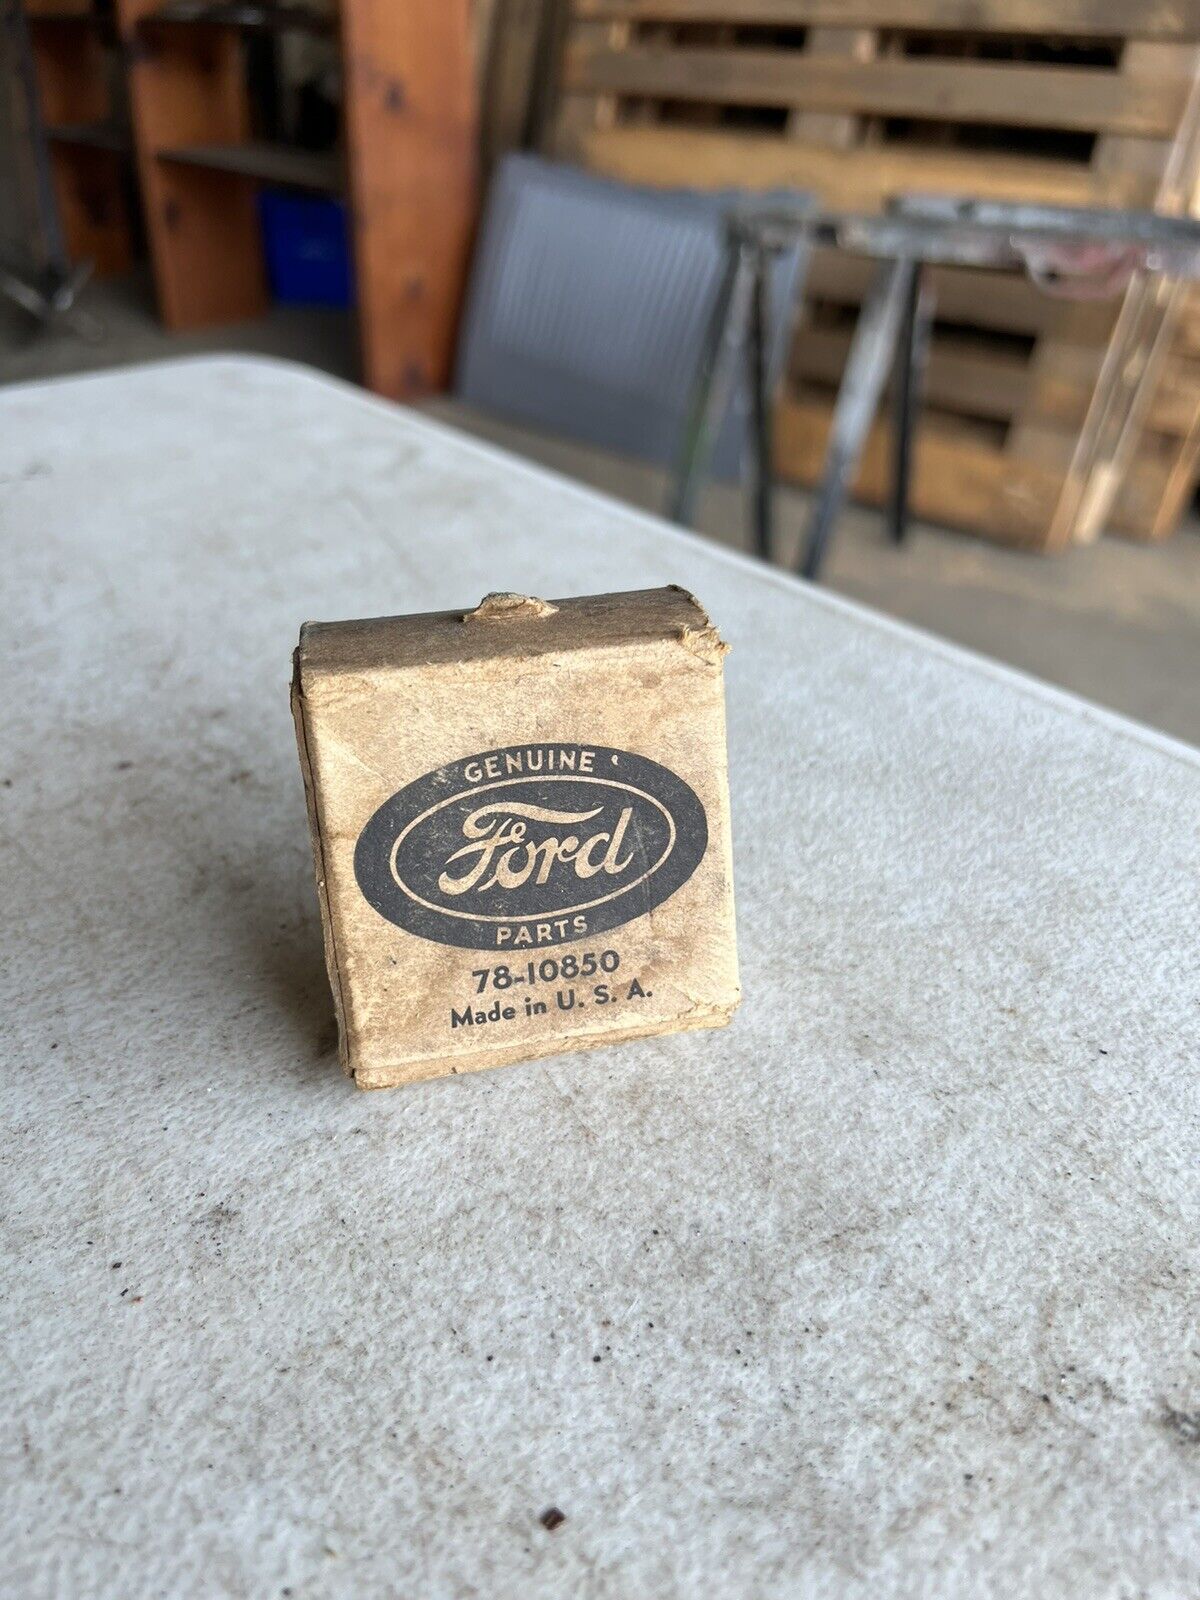 GENUINE
Ford
PARTS
78-10850
Made in U. S. A.